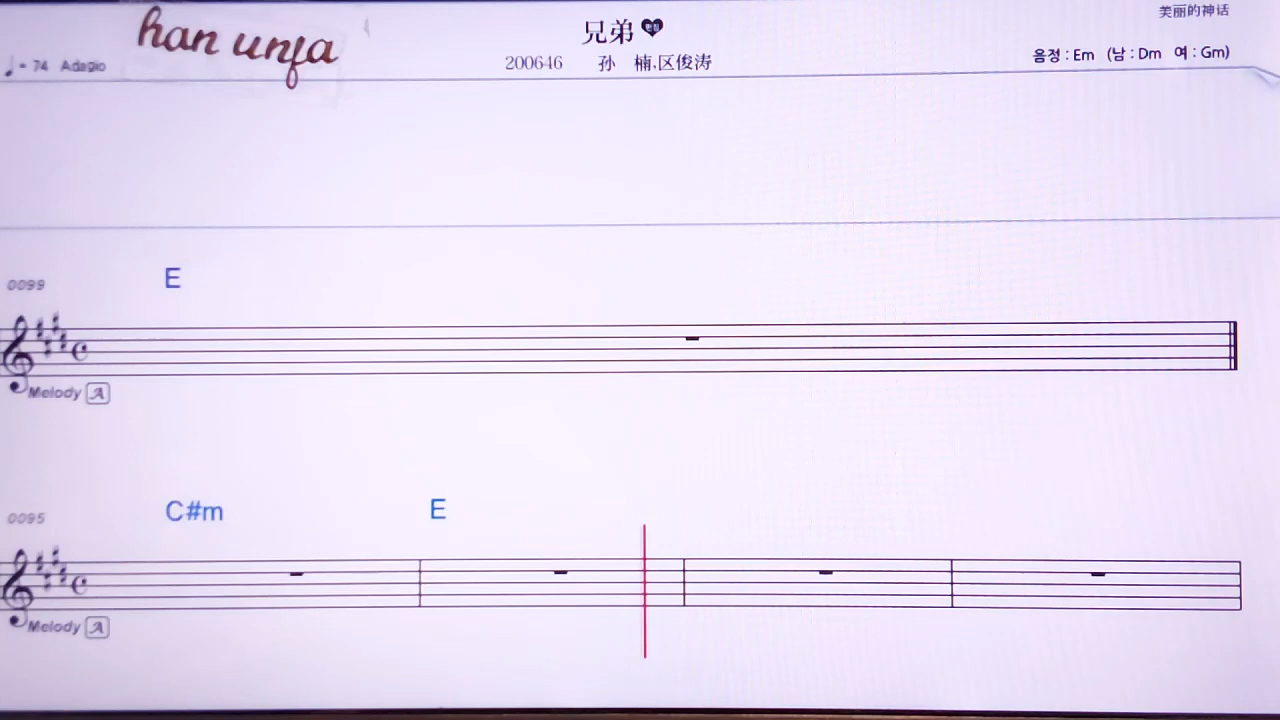 han unja
兄弟
美丽的神话
♩= 74 Adagio
200646 孙 楠.区俊涛
음정 : Em (남 : Dm 여 : Gm)
0099 E
Melody A
0095 C#m E
Melody A